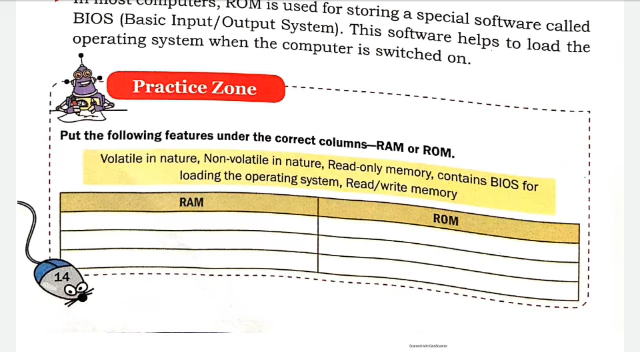 In most computers, ROM is used for storing a special software called
BIOS (Basic Input/Output System). This software helps to load the
operating system when the computer is switched on.
Practice Zone
Put the following features under the correct columns—RAM or ROM.
Volatile in nature, Non-volatile in nature, Read-only memory, contains BIOS for
loading the operating system, Read/write memory
RAM
ROM
14